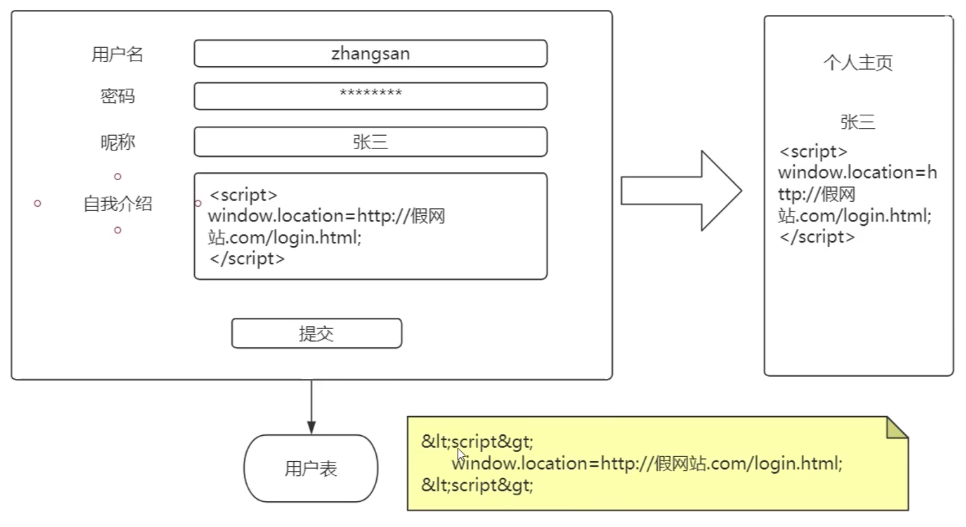 用户名
zhangsan
密码
********
昵称
张三
自我介绍
<script>
window.location=http://假网
站.com/login.html;
</script>
提交
个人主页
张三
<script>
window.location=h
ttp://假网
站.com/login.html;
</script>
用户表
&lt;script&gt;
window.location=http://假网站.com/login.html;
&lt;script&gt;